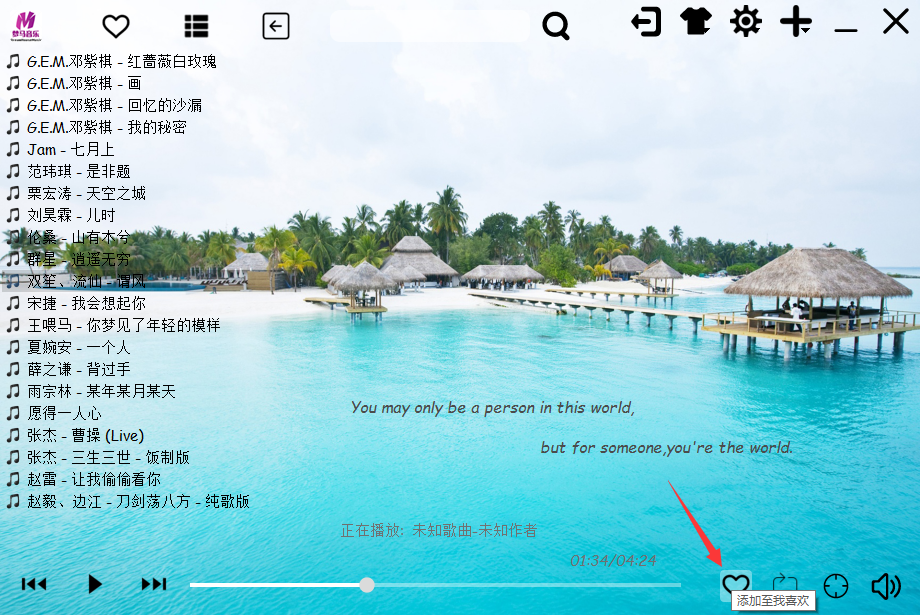 梦马音乐
G.E.M.邓紫棋 - 红蔷薇白玫瑰
G.E.M.邓紫棋 - 画
G.E.M.邓紫棋 - 回忆的沙漏
G.E.M.邓紫棋 - 我的秘密
Jam - 七月上
范玮琪 - 是非题
栗宏涛 - 天空之城
刘昊霖 - 儿时
伦桑 - 山有木兮
群星 - 逍遥无穷
双笙、流仙 - 谓风
宋捷 - 我会想起你
王喂马 - 你梦见了年轻的模样
夏婉安 - 一个人
薛之谦 - 背过手
雨宗林 - 某年某月某天
愿得一人心
张杰 - 曹操 (Live)
张杰 - 三生三世 - 饭制版
赵雷 - 让我偷偷看你
赵毅、边江 - 刀剑荡八方 - 纯歌版
You may only be a person in this world,
but for someone,you're the world.
正在播放: 未知歌曲-未知作者
01:34/04:24
添加至我喜欢